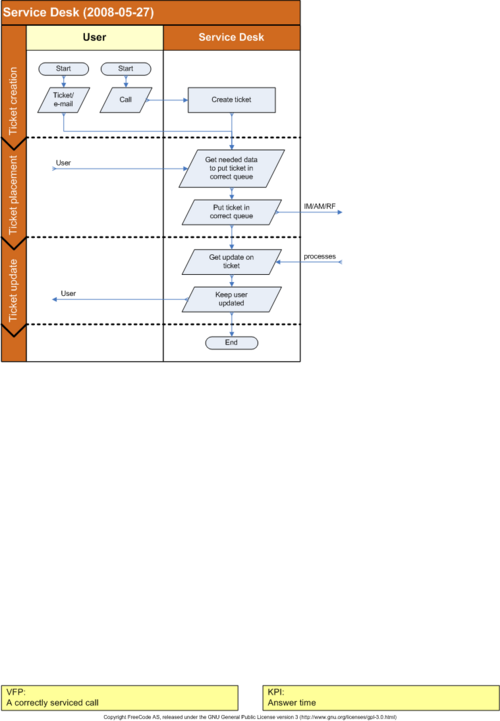 Service Desk (2008-05-27)
User
Service Desk
Ticket creation
Start
Start
Ticket/
e-mail
Call
Create ticket
Ticket placement
User
Get needed data
to put ticket in
correct queue
Put ticket in
correct queue
IM/AM/RF
Ticket update
Get update on
ticket
processes
User
Keep user
updated
End
VFP:
A correctly serviced call
KPI:
Answer time
Copyright FreeCode AS, released under the GNU General Public License version 3 (http://www.gnu.org/licenses/gpl-3.0.html)